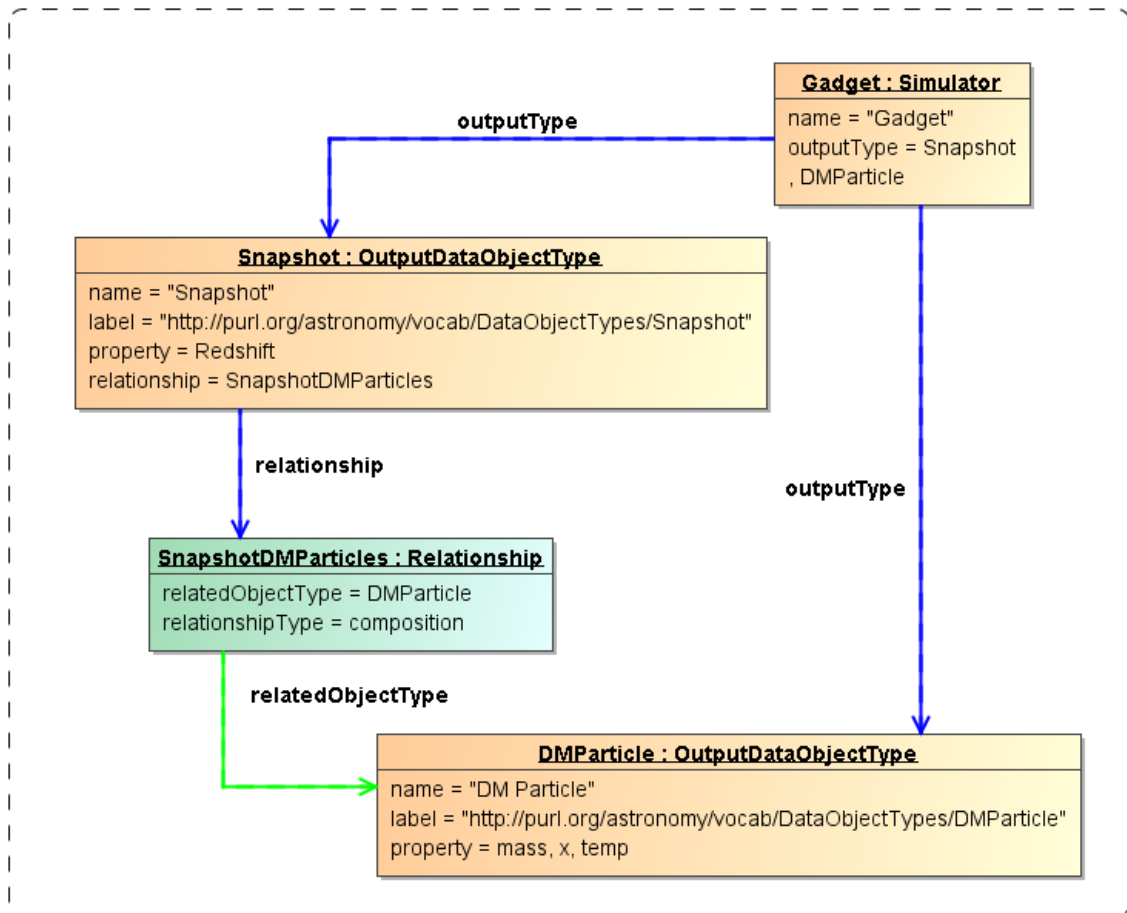 Gadget : Simulator
name = "Gadget"
outputType = Snapshot
, DMParticle
outputType
Snapshot : OutputDataObjectType
name = "Snapshot"
label = "http://purl.org/astronomy/vocab/DataObjectTypes/Snapshot"
property = Redshift
relationship = SnapshotDMParticles
relationship
outputType
SnapshotDMParticles : Relationship
relatedObjectType = DMParticle
relationshipType = composition
relatedObjectType
DMParticle : OutputDataObjectType
name = "DM Particle"
label = "http://purl.org/astronomy/vocab/DataObjectTypes/DMParticle"
property = mass, x, temp